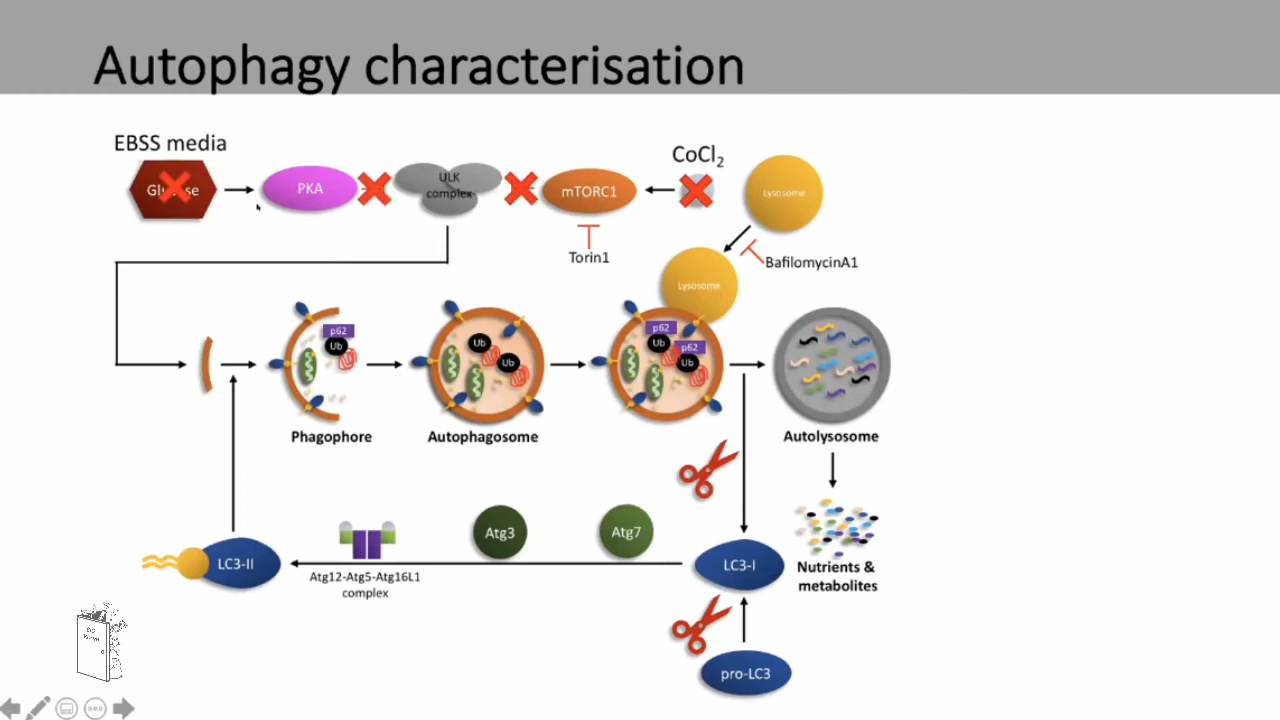 Autophagy characterisation
EBSS media
CoCl2
PKA
ULK
complex
mTORC1
Lysosome
Torin1
BafilomycinA1
Lysosome
p62
Ub
Ub
Ub
p62
Ub
p62
Ub
Phagophore
Autophagosome
Autolysosome
Atg3
Atg7
LC3-II
Atg12-Atg5-Atg16L1
complex
LC3-I
Nutrients &
metabolites
pro-LC3